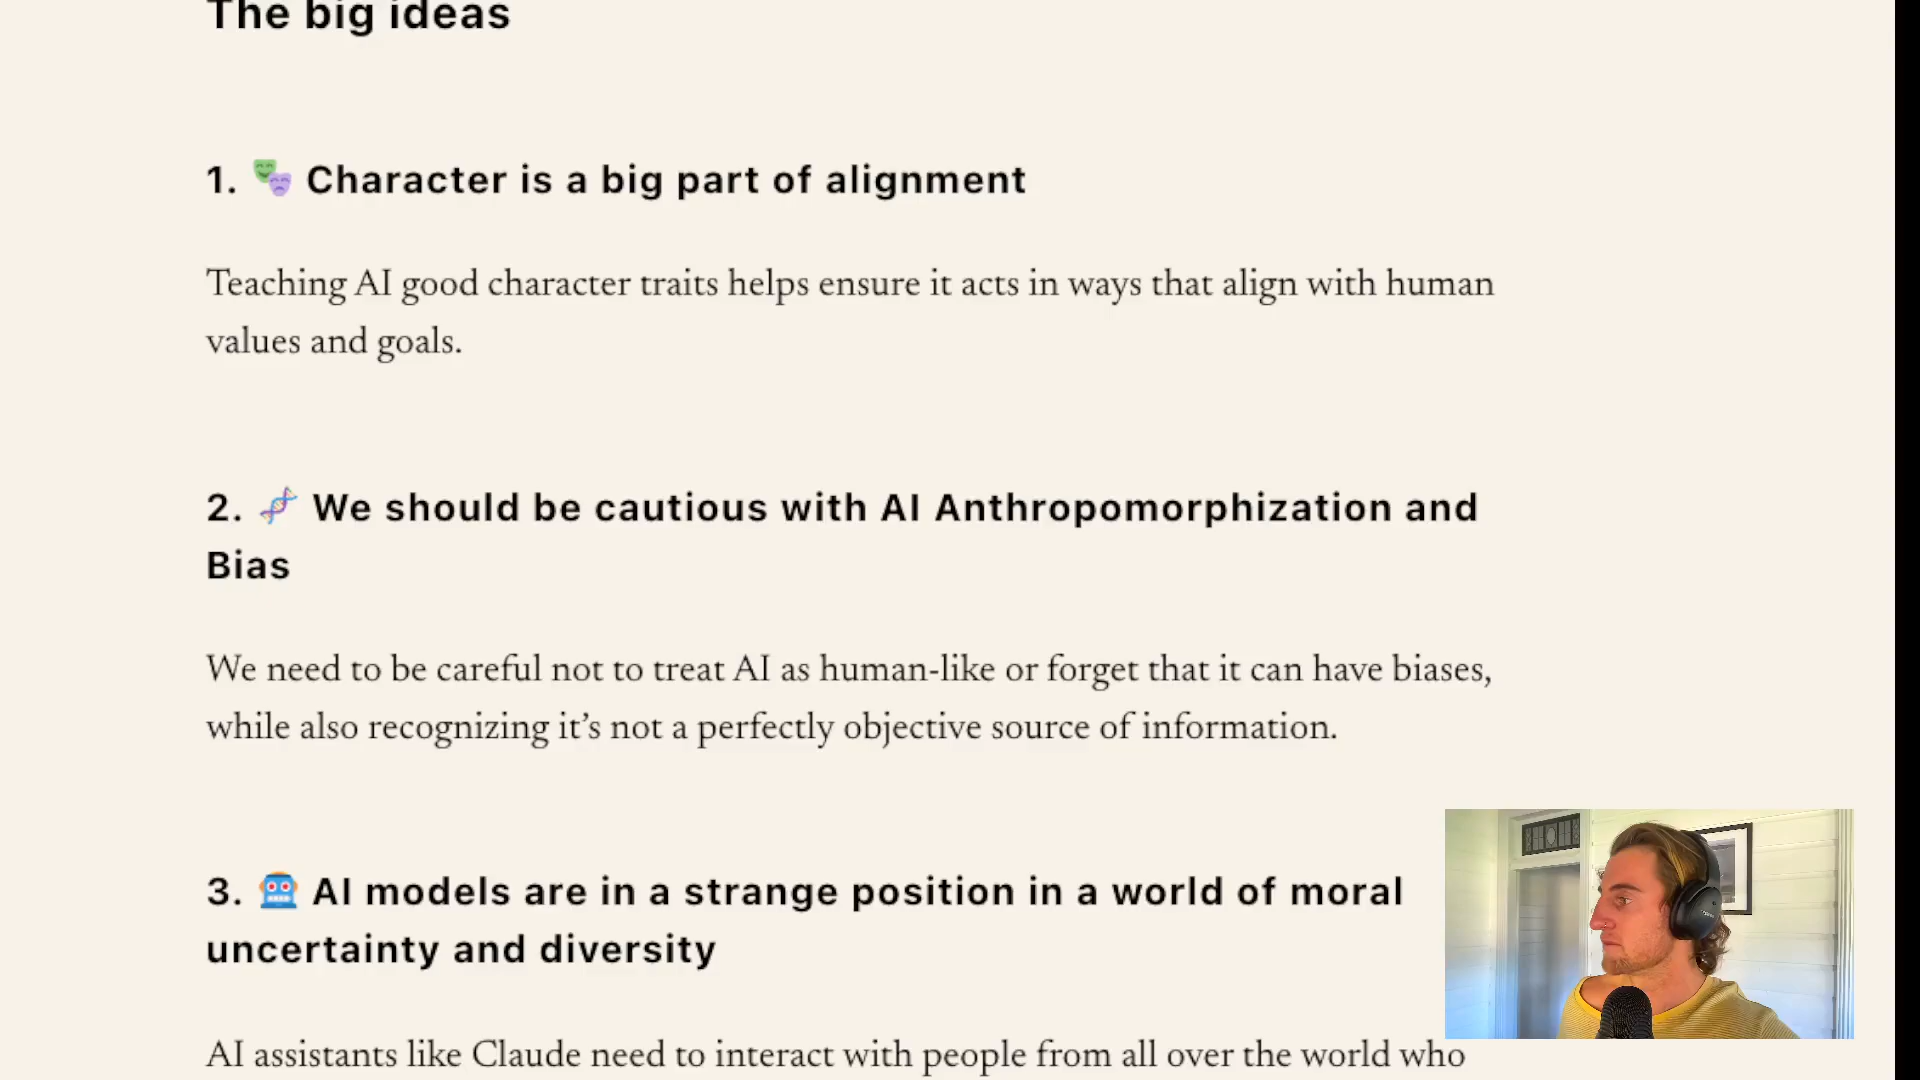 The big ideas
1. 🎭 Character is a big part of alignment
Teaching AI good character traits helps ensure it acts in ways that align with human
values and goals.
2. 🧬 We should be cautious with AI Anthropomorphization and
Bias
We need to be careful not to treat AI as human-like or forget that it can have biases,
while also recognizing it’s not a perfectly objective source of information.
3. 🤖 AI models are in a strange position in a world of moral
uncertainty and diversity
AI assistants like Claude need to interact with people from all over the world who